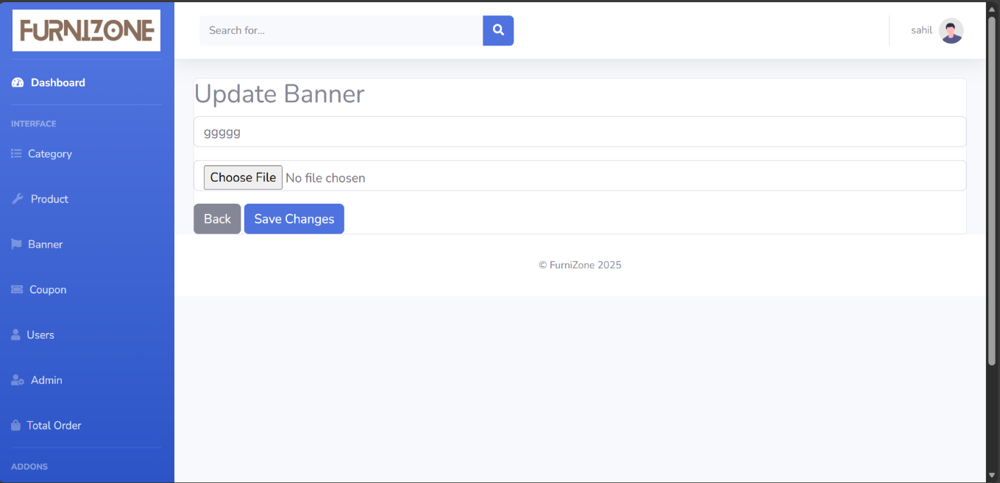 FURNIZONE
Search for...
sahil
Dashboard
INTERFACE
Category
Product
Banner
Coupon
Users
Admin
Total Order
ADDONS
Update Banner
ggggg
Choose File No file chosen
Back Save Changes
© FurniZone 2025